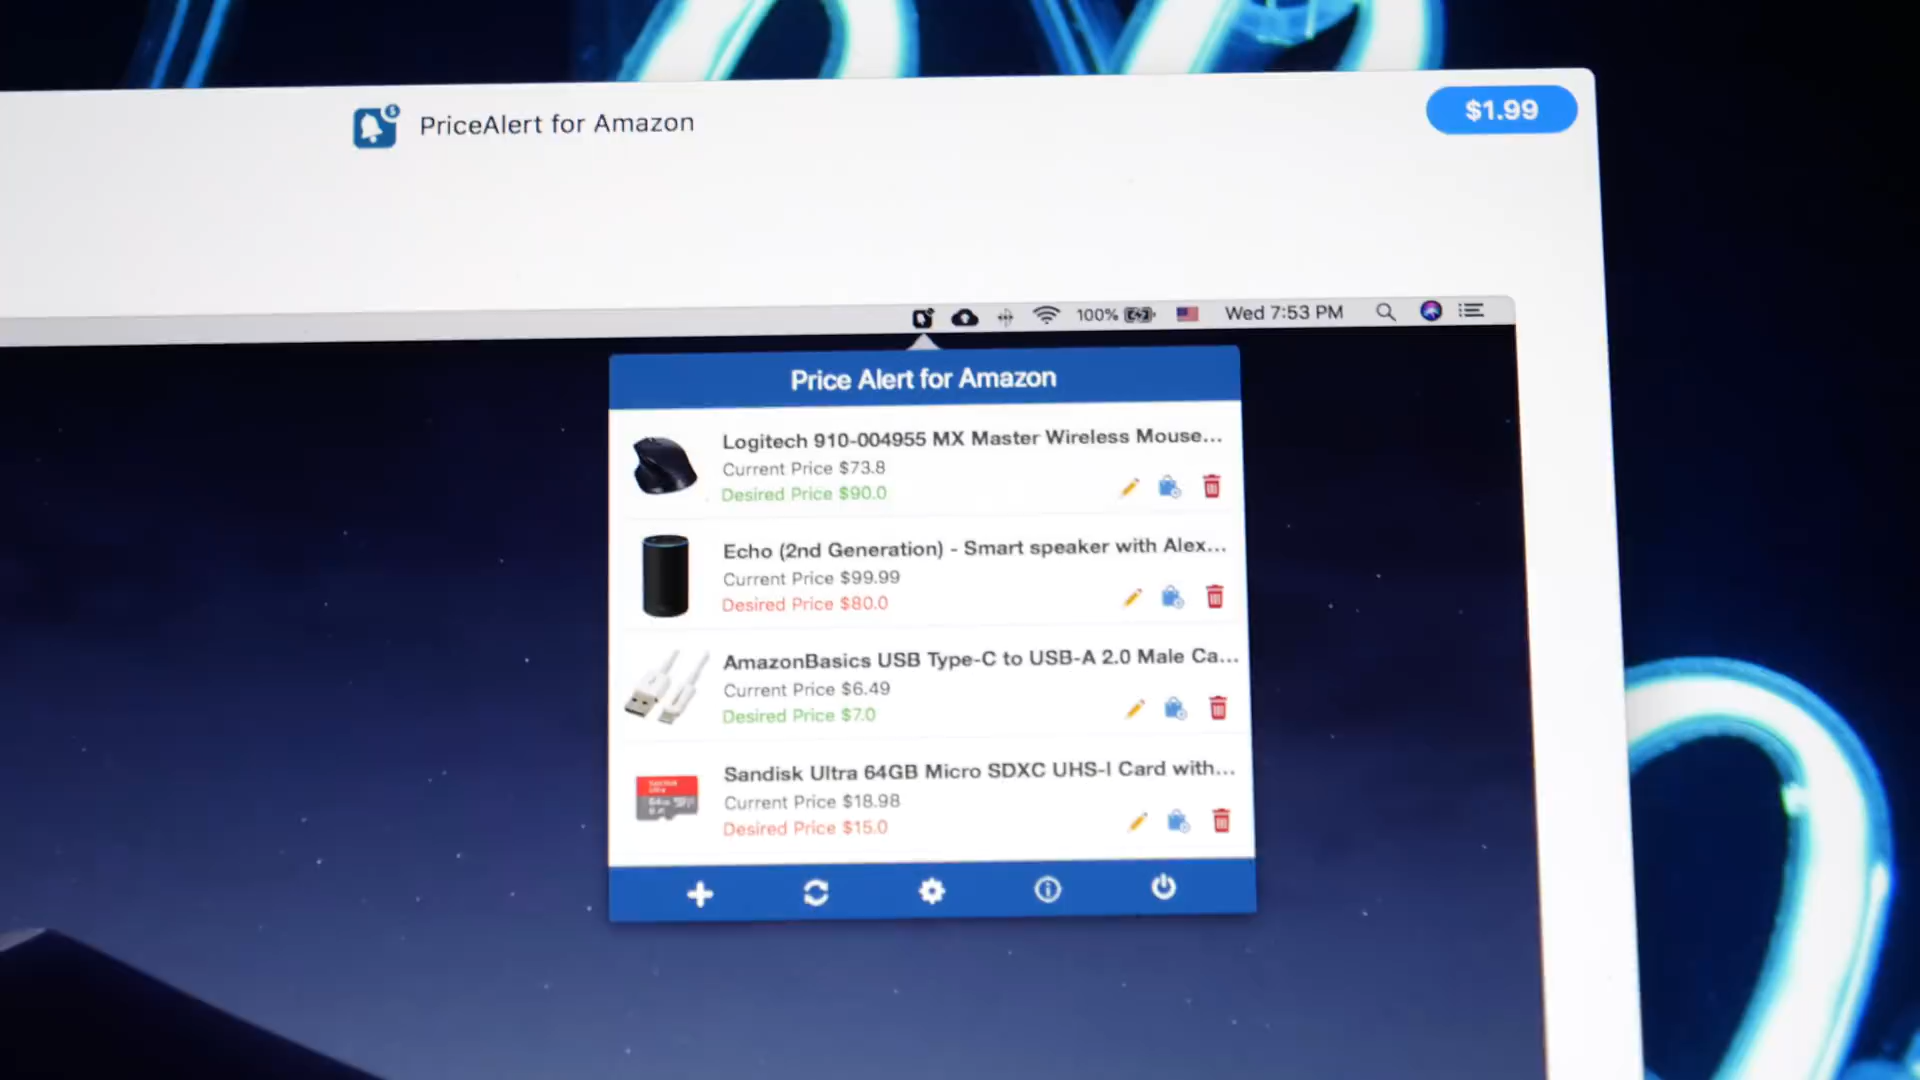 PriceAlert for Amazon
$1.99
100%
Wed 7:53 PM
Price Alert for Amazon
Logitech 910-004955 MX Master Wireless Mouse...
Current Price $73.8
Desired Price $90.0
Echo (2nd Generation) - Smart speaker with Alex...
Current Price $99.99
Desired Price $80.0
AmazonBasics USB Type-C to USB-A 2.0 Male Ca...
Current Price $6.49
Desired Price $7.0
Sandisk Ultra 64GB Micro SDXC UHS-I Card with...
Current Price $18.98
Desired Price $15.0